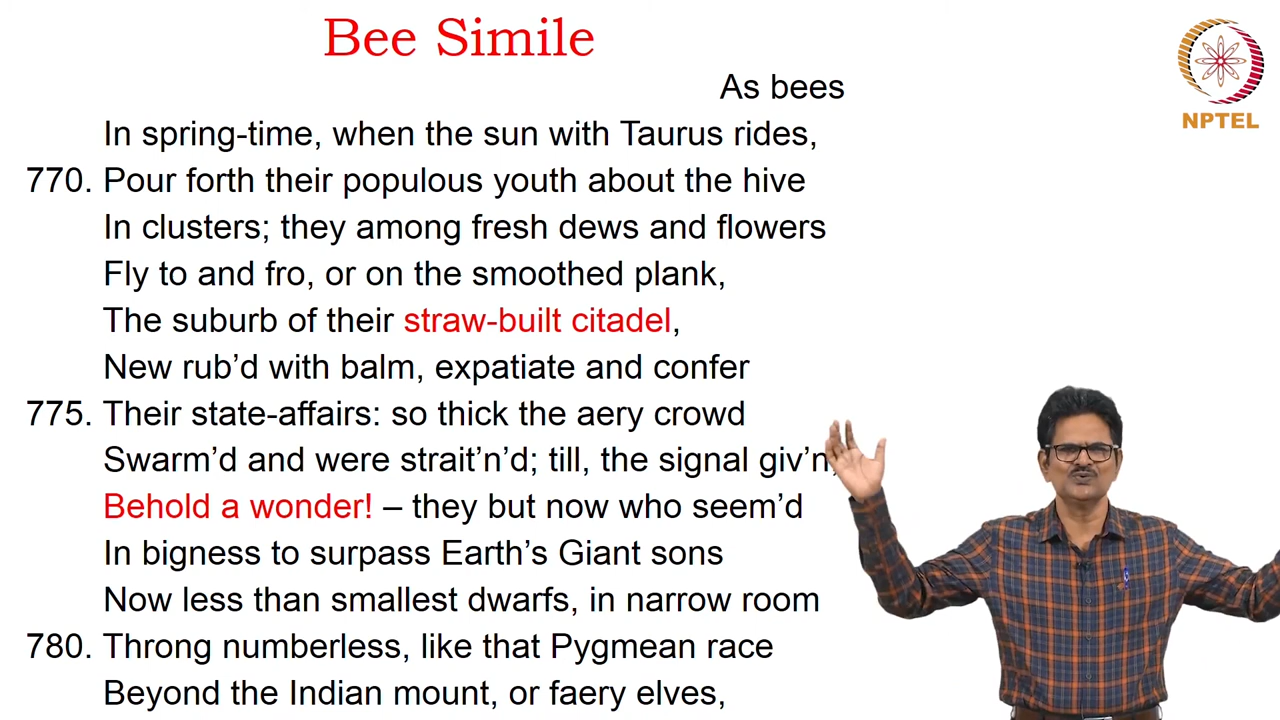 Bee Simile
NPTEL
As bees
In spring-time, when the sun with Taurus rides,
770. Pour forth their populous youth about the hive
In clusters; they among fresh dews and flowers
Fly to and fro, or on the smoothed plank,
The suburb of their straw-built citadel,
New rub’d with balm, expatiate and confer
775. Their state-affairs: so thick the aery crowd
Swarm’d and were strait’n’d; till, the signal giv’n,
Behold a wonder! – they but now who seem’d
In bigness to surpass Earth’s Giant sons
Now less than smallest dwarfs, in narrow room
780. Throng numberless, like that Pygmean race
Beyond the Indian mount, or faery elves,